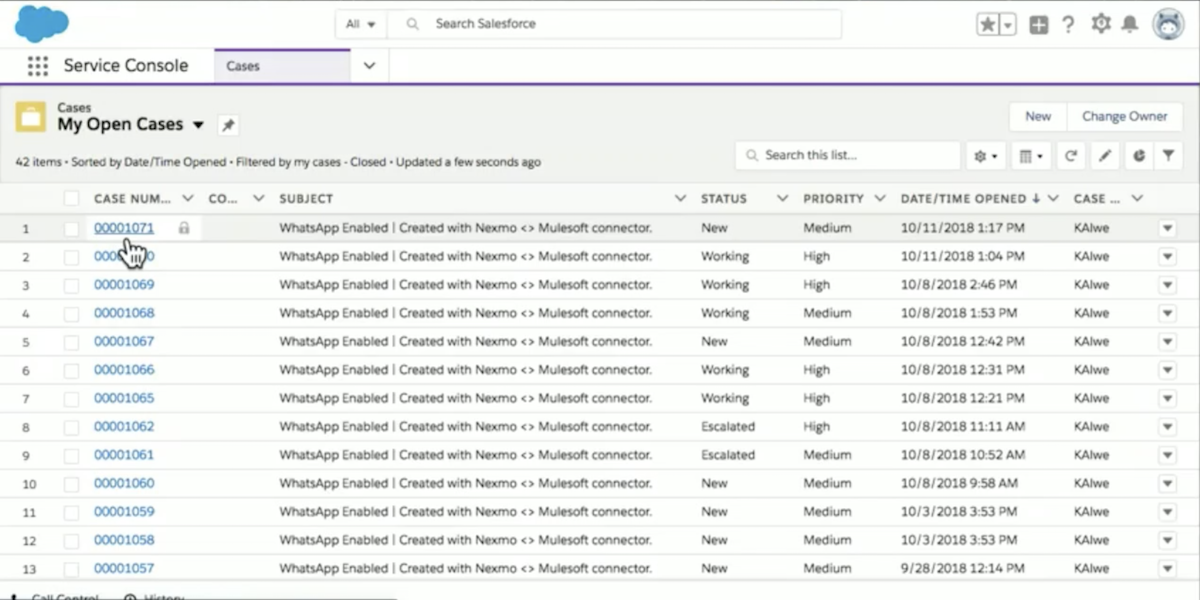 All Search Salesforce
Service Console Cases
Cases
My Open Cases
New Change Owner
42 items • Sorted by Date/Time Opened • Filtered by my cases - Closed • Updated a few seconds ago
Search this list...
CASE NUM... CO... SUBJECT STATUS PRIORITY DATE/TIME OPENED CASE ...
1 00001071 WhatsApp Enabled | Created with Nexmo <> Mulesoft connector. New Medium 10/11/2018 1:17 PM KAlwe
2 WhatsApp Enabled | Created with Nexmo <> Mulesoft connector. Working High 10/11/2018 1:04 PM KAlwe
3 00001069 WhatsApp Enabled | Created with Nexmo <> Mulesoft connector. Working High 10/8/2018 2:46 PM KAlwe
4 00001068 WhatsApp Enabled | Created with Nexmo <> Mulesoft connector. Working Medium 10/8/2018 1:53 PM KAlwe
5 00001067 WhatsApp Enabled | Created with Nexmo <> Mulesoft connector. New Medium 10/8/2018 12:42 PM KAlwe
6 00001066 WhatsApp Enabled | Created with Nexmo <> Mulesoft connector. Working High 10/8/2018 12:31 PM KAlwe
7 00001065 WhatsApp Enabled | Created with Nexmo <> Mulesoft connector. Working High 10/8/2018 12:21 PM KAlwe
8 00001062 WhatsApp Enabled | Created with Nexmo <> Mulesoft connector. Escalated High 10/8/2018 11:11 AM KAlwe
9 00001061 WhatsApp Enabled | Created with Nexmo <> Mulesoft connector. Escalated Medium 10/8/2018 10:52 AM KAlwe
10 00001060 WhatsApp Enabled | Created with Nexmo <> Mulesoft connector. New Medium 10/8/2018 9:58 AM KAlwe
11 00001059 WhatsApp Enabled | Created with Nexmo <> Mulesoft connector. New Medium 10/3/2018 3:53 PM KAlwe
12 00001058 WhatsApp Enabled | Created with Nexmo <> Mulesoft connector. New Medium 10/3/2018 3:53 PM KAlwe
13 00001057 WhatsApp Enabled | Created with Nexmo <> Mulesoft connector. New Medium 9/28/2018 12:14 PM KAlwe
Call Control History